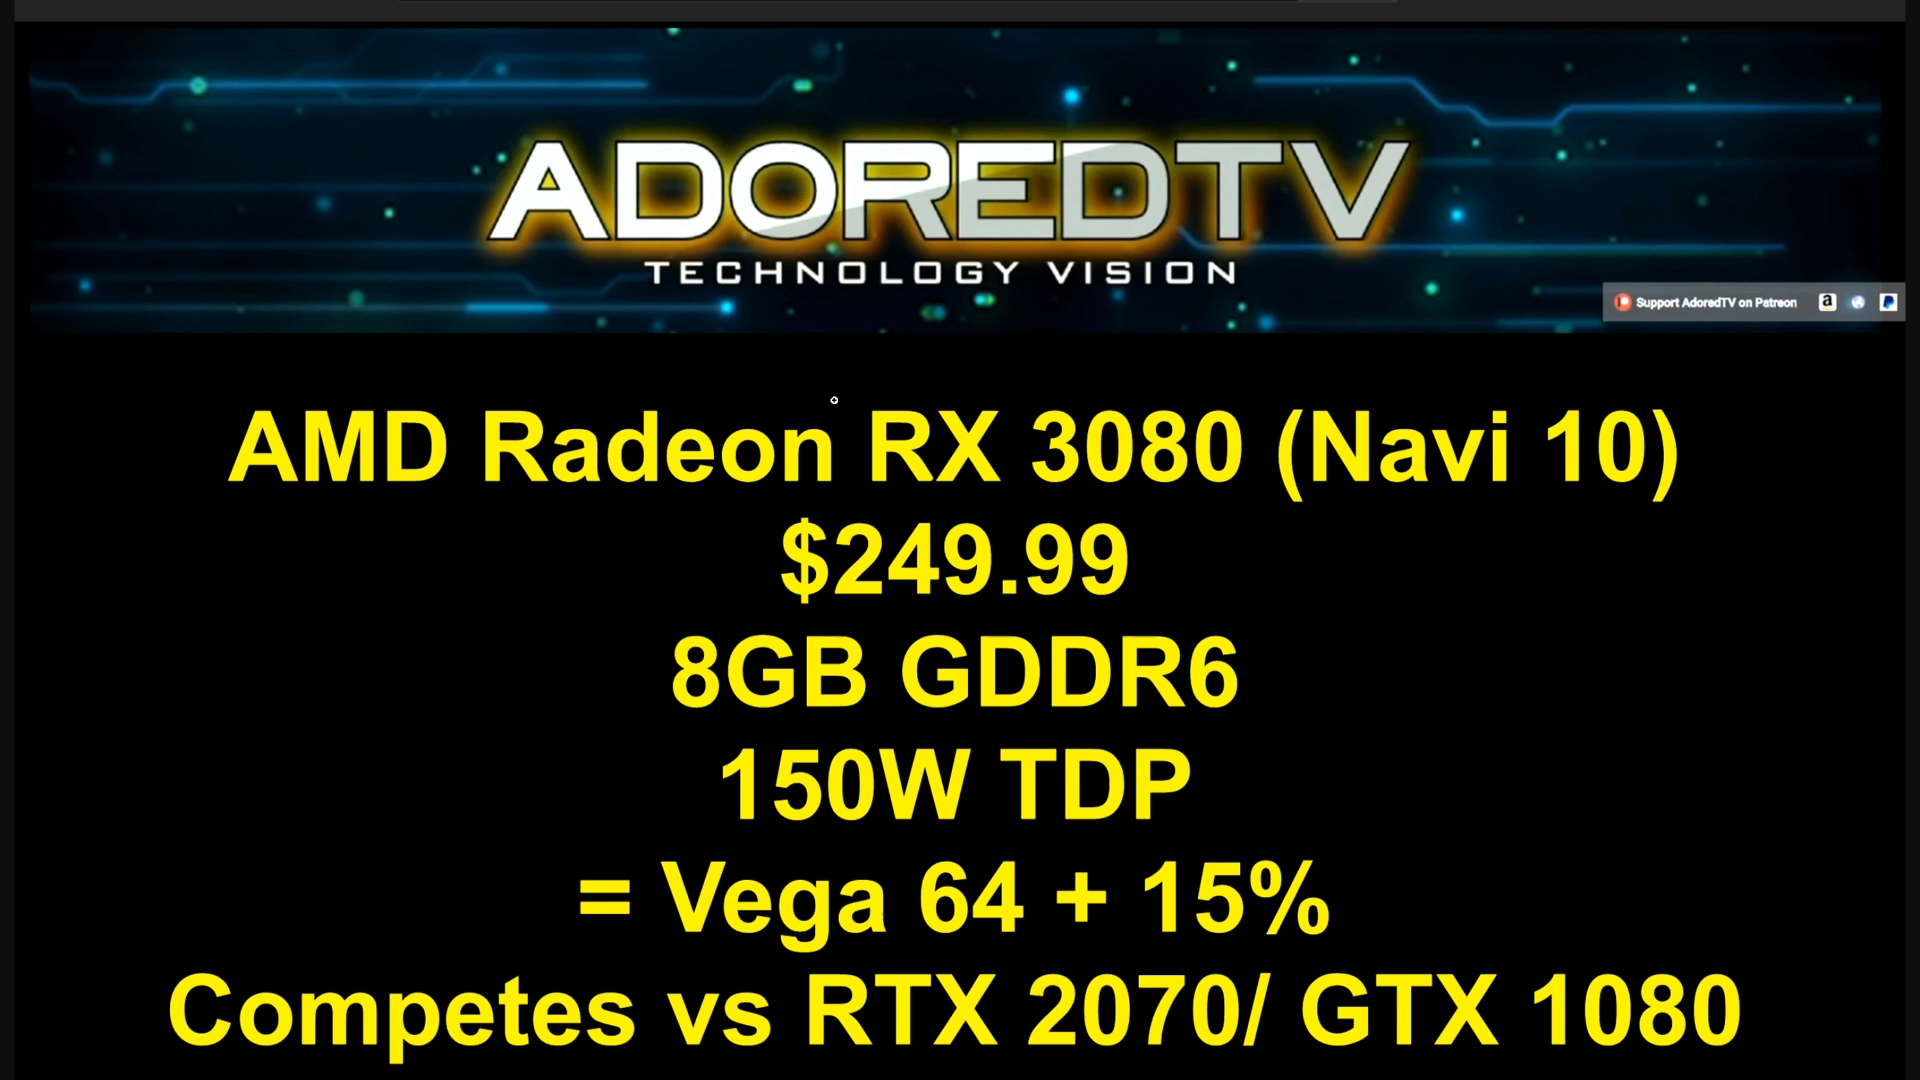 ADOREDTV
TECHNOLOGY VISION
Support AdoredTV on Patreon
AMD Radeon RX 3080 (Navi 10)
$249.99
8GB GDDR6
150W TDP
= Vega 64 + 15%
Competes vs RTX 2070/ GTX 1080